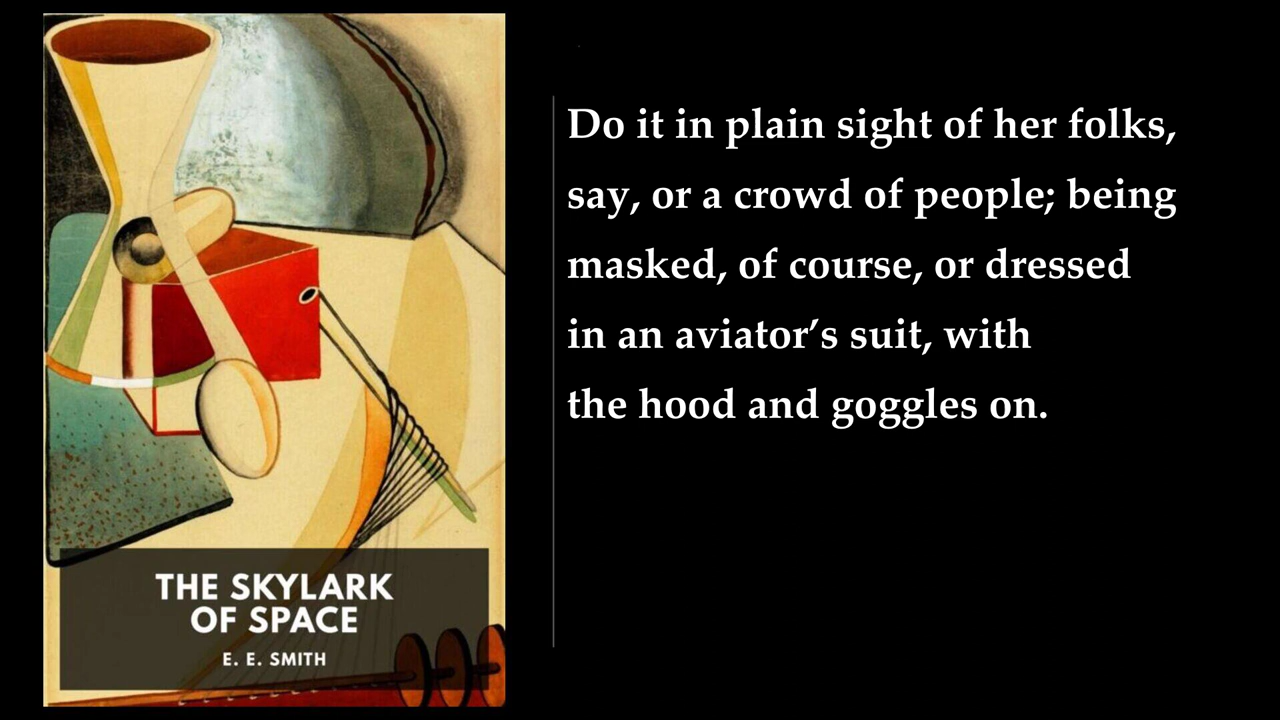 THE SKYLARK
OF SPACE
E. E. SMITH
Do it in plain sight of her folks,
say, or a crowd of people; being
masked, of course, or dressed
in an aviator’s suit, with
the hood and goggles on.